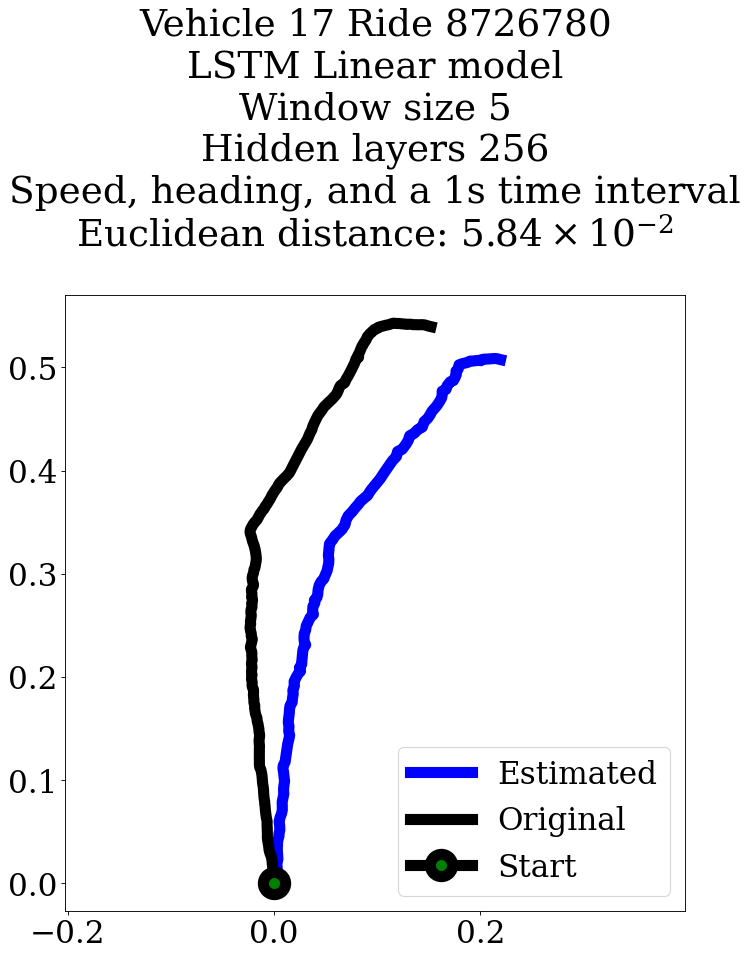 Vehicle 17 Ride 8726780
LSTM Linear model
Window size 5
Hidden layers 256
Speed, heading, and a 1s time interval
Euclidean distance: 5.84 × 10⁻²
0.5
0.4
0.3
0.2
0.1
0.0
Estimated
Original
Start
−0.2
0.0
0.2